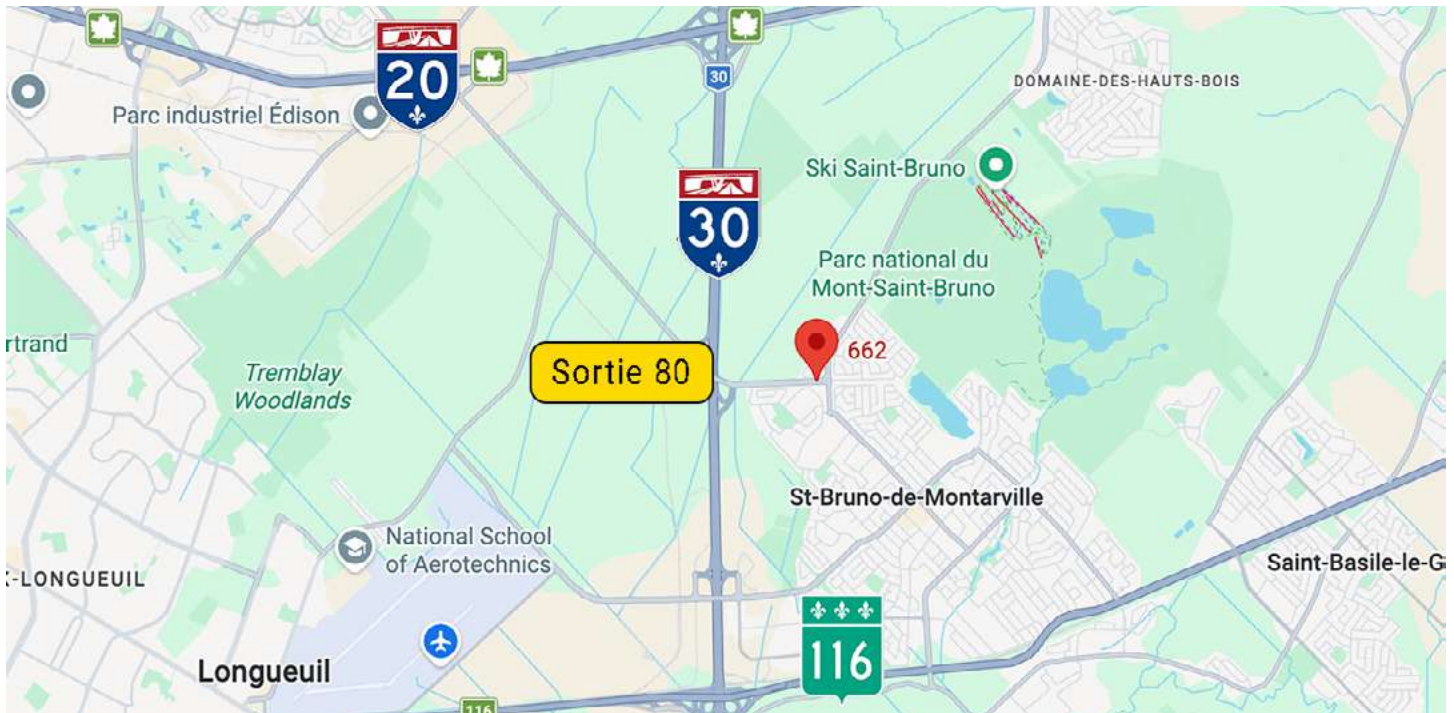 20
30
DOMAINE-DES-HAUTS-BOIS
Parc industriel Édison
Ski Saint-Bruno
30
Parc national du
Mont-Saint-Bruno
rtrand
662
Sortie 80
Tremblay
Woodlands
St-Bruno-de-Montarville
National School
of Aerotechnics
-LONGUEUIL
Saint-Basile-le-G
116
Longueuil
116